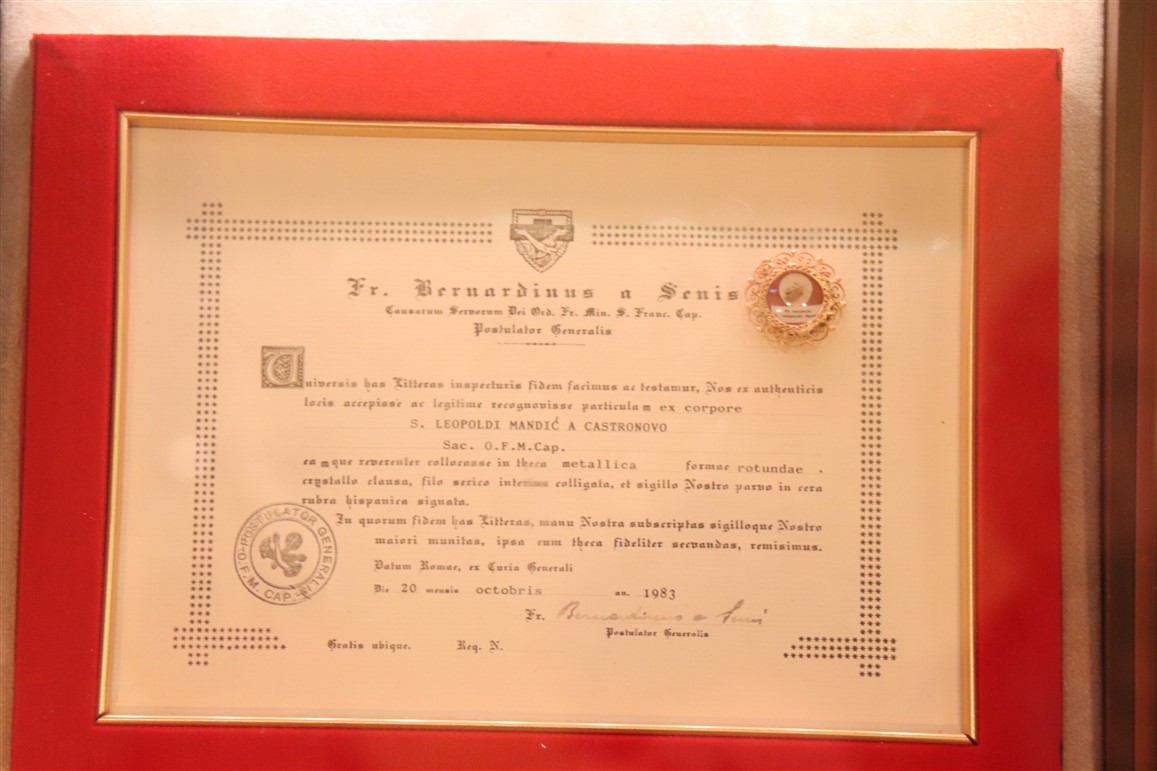 Fr. Bernardinus a Senis
Causarum Servorum Dei Ord. Fr. Min. S. Franc. Cap.
Postulator Generalis
Universis has Litteras inspecturis fidem facimus ac testamur, Nos ex authenticis
locis accepisse ac legitime recognovisse particulam ex corpore
S. LEOPOLDI MANDIĆ A CASTRONOVO
Sac. O.F.M.Cap.
eamque reverenter collocasse in theca metallica formae rotundae ,
crystallo clausa, filo serico interius colligata, et sigillo Nostro parvo in cera
rubra hispanica signata.
In quorum fidem has Litteras, manu Nostra subscriptas sigilloque Nostro
maiori munitas, ipsa cum theca fideliter secvandas, remisimus.
Datum Romae, ex Curia Generali
Die 20 mensis octobris an. 1983
Fr. Bernardinus a Senis
Postulator Generalis
Gratis ubique. Reg. N.
POSTULATOR GENERALIS
O.F.M. CAP.